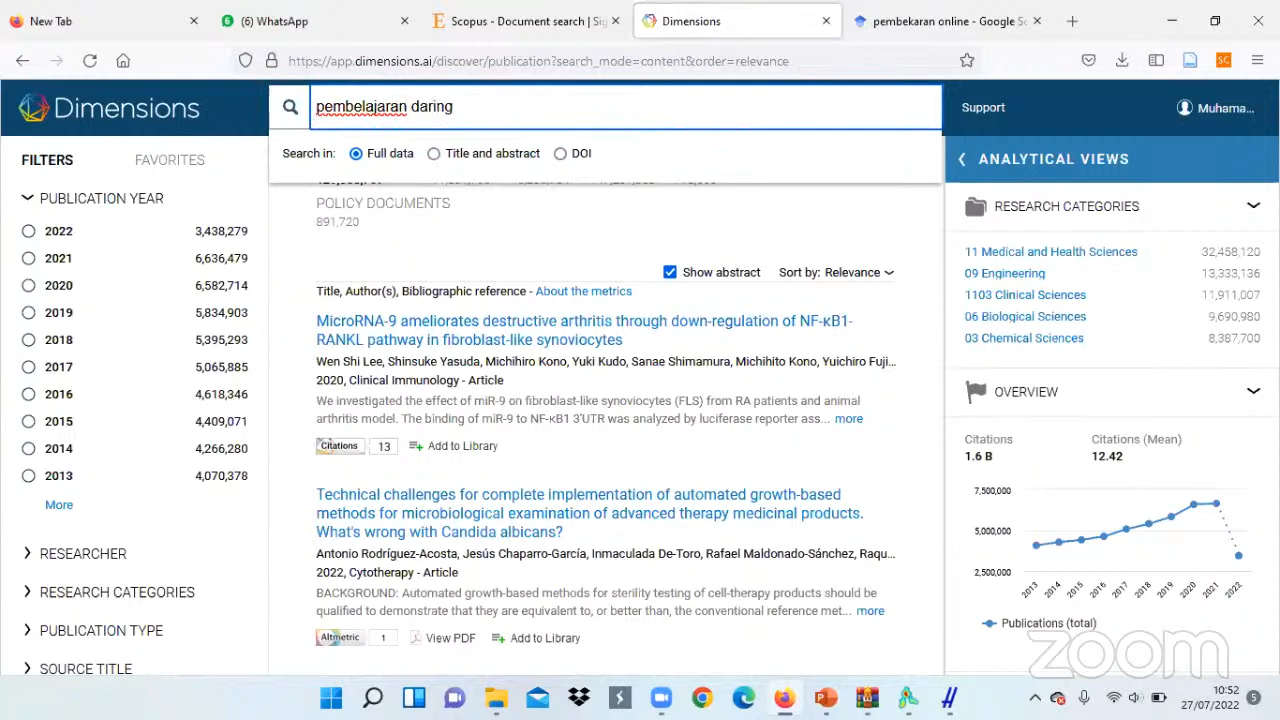 New Tab
(6) WhatsApp
Scopus - Document search | Sig
Dimensions
pembekaran online - Google Sc
https://app.dimensions.ai/discover/publication?search_mode=content&order=relevance
Dimensions
pembelajaran daring
Support
Muhama...
Search in: Full data Title and abstract DOI
FILTERS
FAVORITES
PUBLICATION YEAR
2022 3,438,279
2021 6,636,479
2020 6,582,714
2019 5,834,903
2018 5,395,293
2017 5,065,885
2016 4,618,346
2015 4,409,071
2014 4,266,280
2013 4,070,378
More
RESEARCHER
RESEARCH CATEGORIES
PUBLICATION TYPE
SOURCE TITLE
POLICY DOCUMENTS
891,720
Show abstract Sort by: Relevance
Title, Author(s), Bibliographic reference - About the metrics
MicroRNA-9 ameliorates destructive arthritis through down-regulation of NF-κB1-
RANKL pathway in fibroblast-like synoviocytes
Wen Shi Lee, Shinsuke Yasuda, Michihiro Kono, Yuki Kudo, Sanae Shimamura, Michihito Kono, Yuichiro Fuji...
2020, Clinical Immunology - Article
We investigated the effect of miR-9 on fibroblast-like synoviocytes (FLS) from RA patients and animal
arthritis model. The binding of miR-9 to NF-κB1 3'UTR was analyzed by luciferase reporter ass... more
Citations 13 Add to Library
Technical challenges for complete implementation of automated growth-based
methods for microbiological examination of advanced therapy medicinal products.
What's wrong with Candida albicans?
Antonio Rodríguez-Acosta, Jesús Chaparro-García, Inmaculada De-Toro, Rafael Maldonado-Sánchez, Raqu...
2022, Cytotherapy - Article
BACKGROUND: Automated growth-based methods for sterility testing of cell-therapy products should be
qualified to demonstrate that they are equivalent to, or better than, the conventional reference met... more
Altmetric 1 View PDF Add to Library
ANALYTICAL VIEWS
RESEARCH CATEGORIES
11 Medical and Health Sciences 32,458,120
09 Engineering 13,333,136
1103 Clinical Sciences 11,911,007
06 Biological Sciences 9,690,980
03 Chemical Sciences 8,387,700
OVERVIEW
Citations Citations (Mean)
1.6 B 12.42
7,500,000
5,000,000
2,500,000
2013 2014 2015 2016 2017 2018 2019 2020 2021 2022
Publications (total)
zoom
10:52
27/07/2022
5